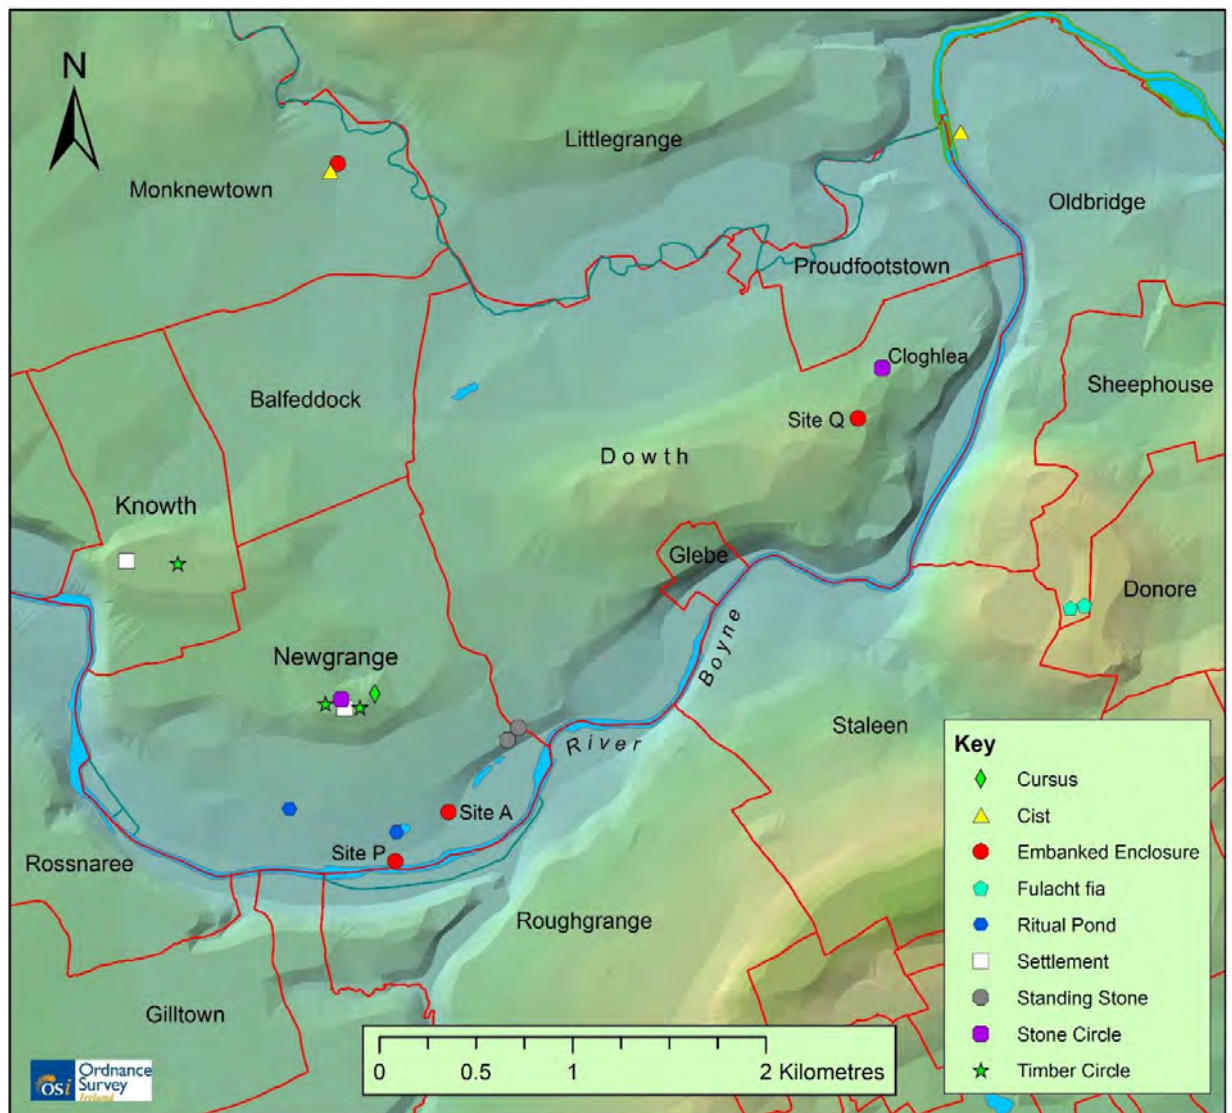 N
Littlegrange
Monknewtown
Oldbridge
Proudfootstown
Cloghlea
Sheephouse
Balfeddock
Site Q
Dowth
Knowth
Glebe
Donore
Boyne
Newgrange
Staleen
River
Site A
Site P
Rossnaree
Roughgrange
Gilltown
Key
Cursus
Cist
Embanked Enclosure
Fulacht fia
Ritual Pond
Settlement
Standing Stone
Stone Circle
Timber Circle
0 0.5 1 2 Kilometres
osi
Ordnance
Survey
Ireland